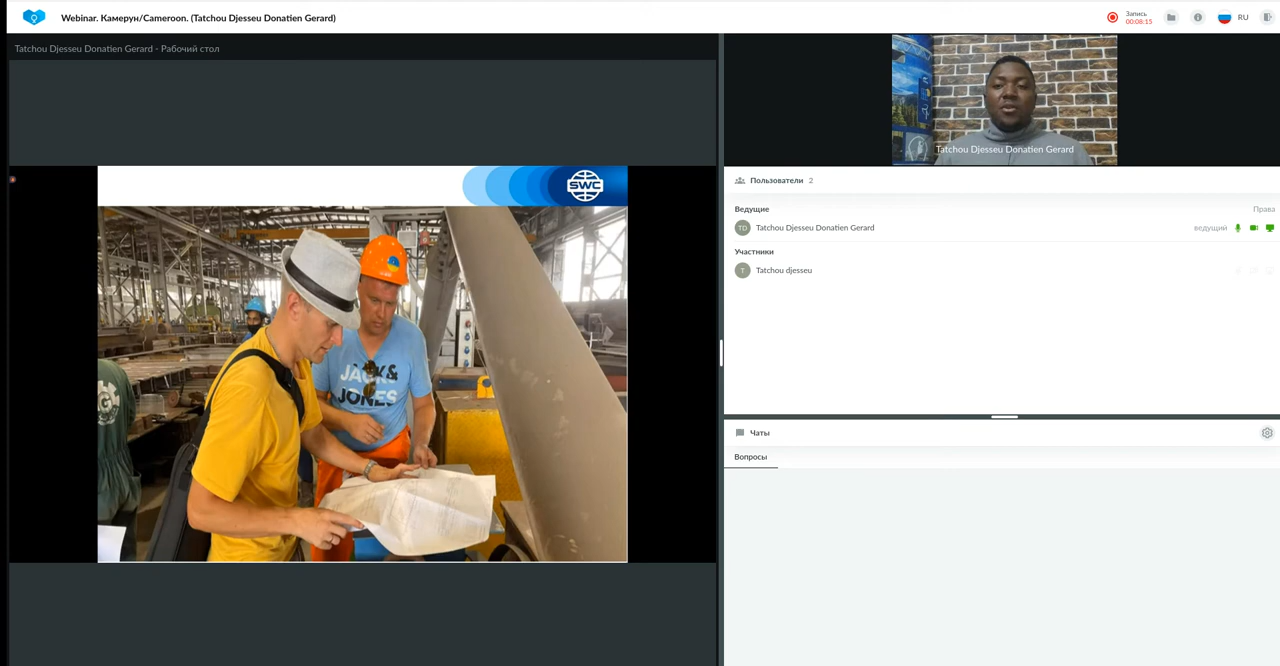 Webinar. Камерун/Cameroon. (Tatchou Djesseu Donatien Gerard)
Запись
00:08:15
RU
Tatchou Djesseu Donatien Gerard - Рабочий стол
SWC
JACK&
JONES
Tatchou Djesseu Donatien Gerard
Пользователи 2
Ведущие Права
TD Tatchou Djesseu Donatien Gerard ведущий
Участники
T Tatchou djesseu
Чаты
Вопросы